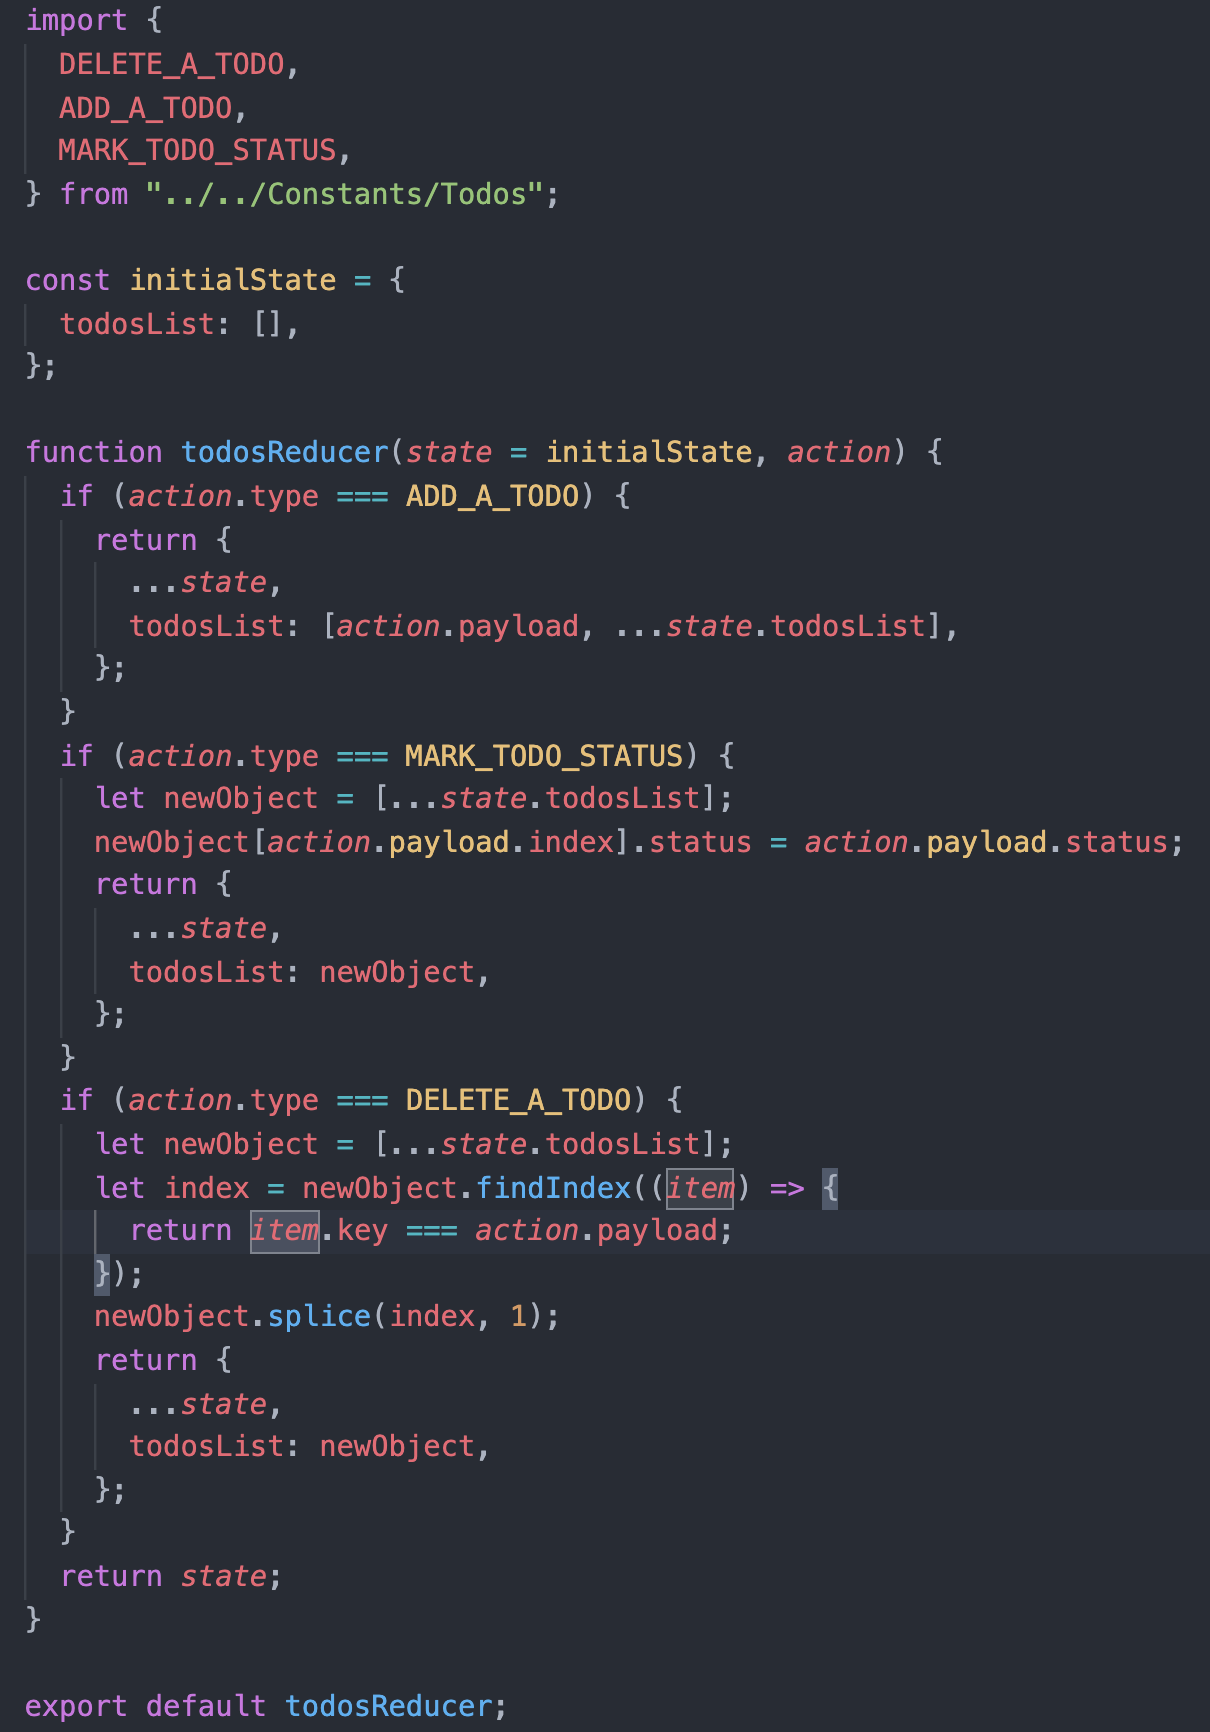 import {
  DELETE_A_TODO,
  ADD_A_TODO,
  MARK_TODO_STATUS,
} from "../../Constants/Todos";

const initialState = {
  todosList: [],
};

function todosReducer(state = initialState, action) {
  if (action.type === ADD_A_TODO) {
    return {
      ...state,
      todosList: [action.payload, ...state.todosList],
    };
  }
  if (action.type === MARK_TODO_STATUS) {
    let newObject = [...state.todosList];
    newObject[action.payload.index].status = action.payload.status;
    return {
      ...state,
      todosList: newObject,
    };
  }
  if (action.type === DELETE_A_TODO) {
    let newObject = [...state.todosList];
    let index = newObject.findIndex((item) => {
      return item.key === action.payload;
    });
    newObject.splice(index, 1);
    return {
      ...state,
      todosList: newObject,
    };
  }
  return state;
}

export default todosReducer;